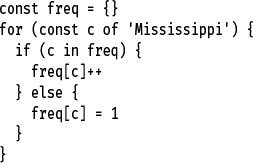 const freq = {}
for (const c of 'Mississippi') {
  if (c in freq) {
    freq[c]++
  } else {
    freq[c] = 1
  }
}